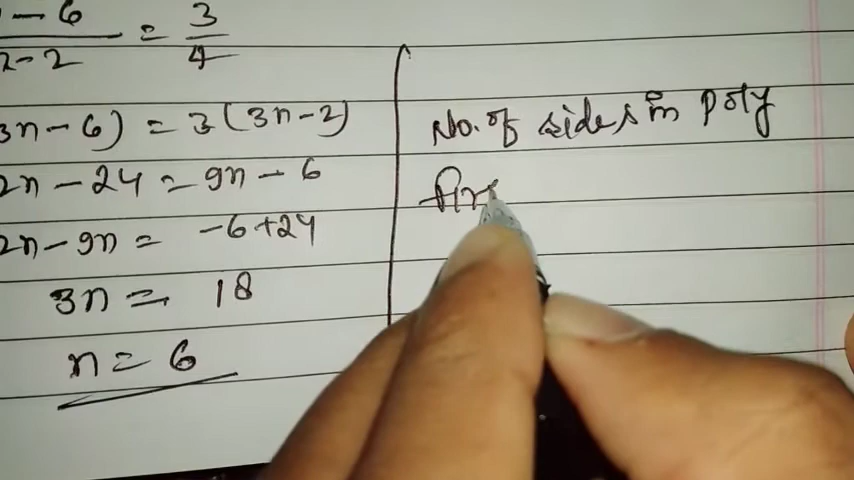 n - 6 / 2 - 2 = 3 / 4
3n - 6) = 3 (3n - 2)
2n - 24 = 9n - 6
2n - 9n = -6 + 24
3n = 18
n = 6
No. of sides in poly
firs